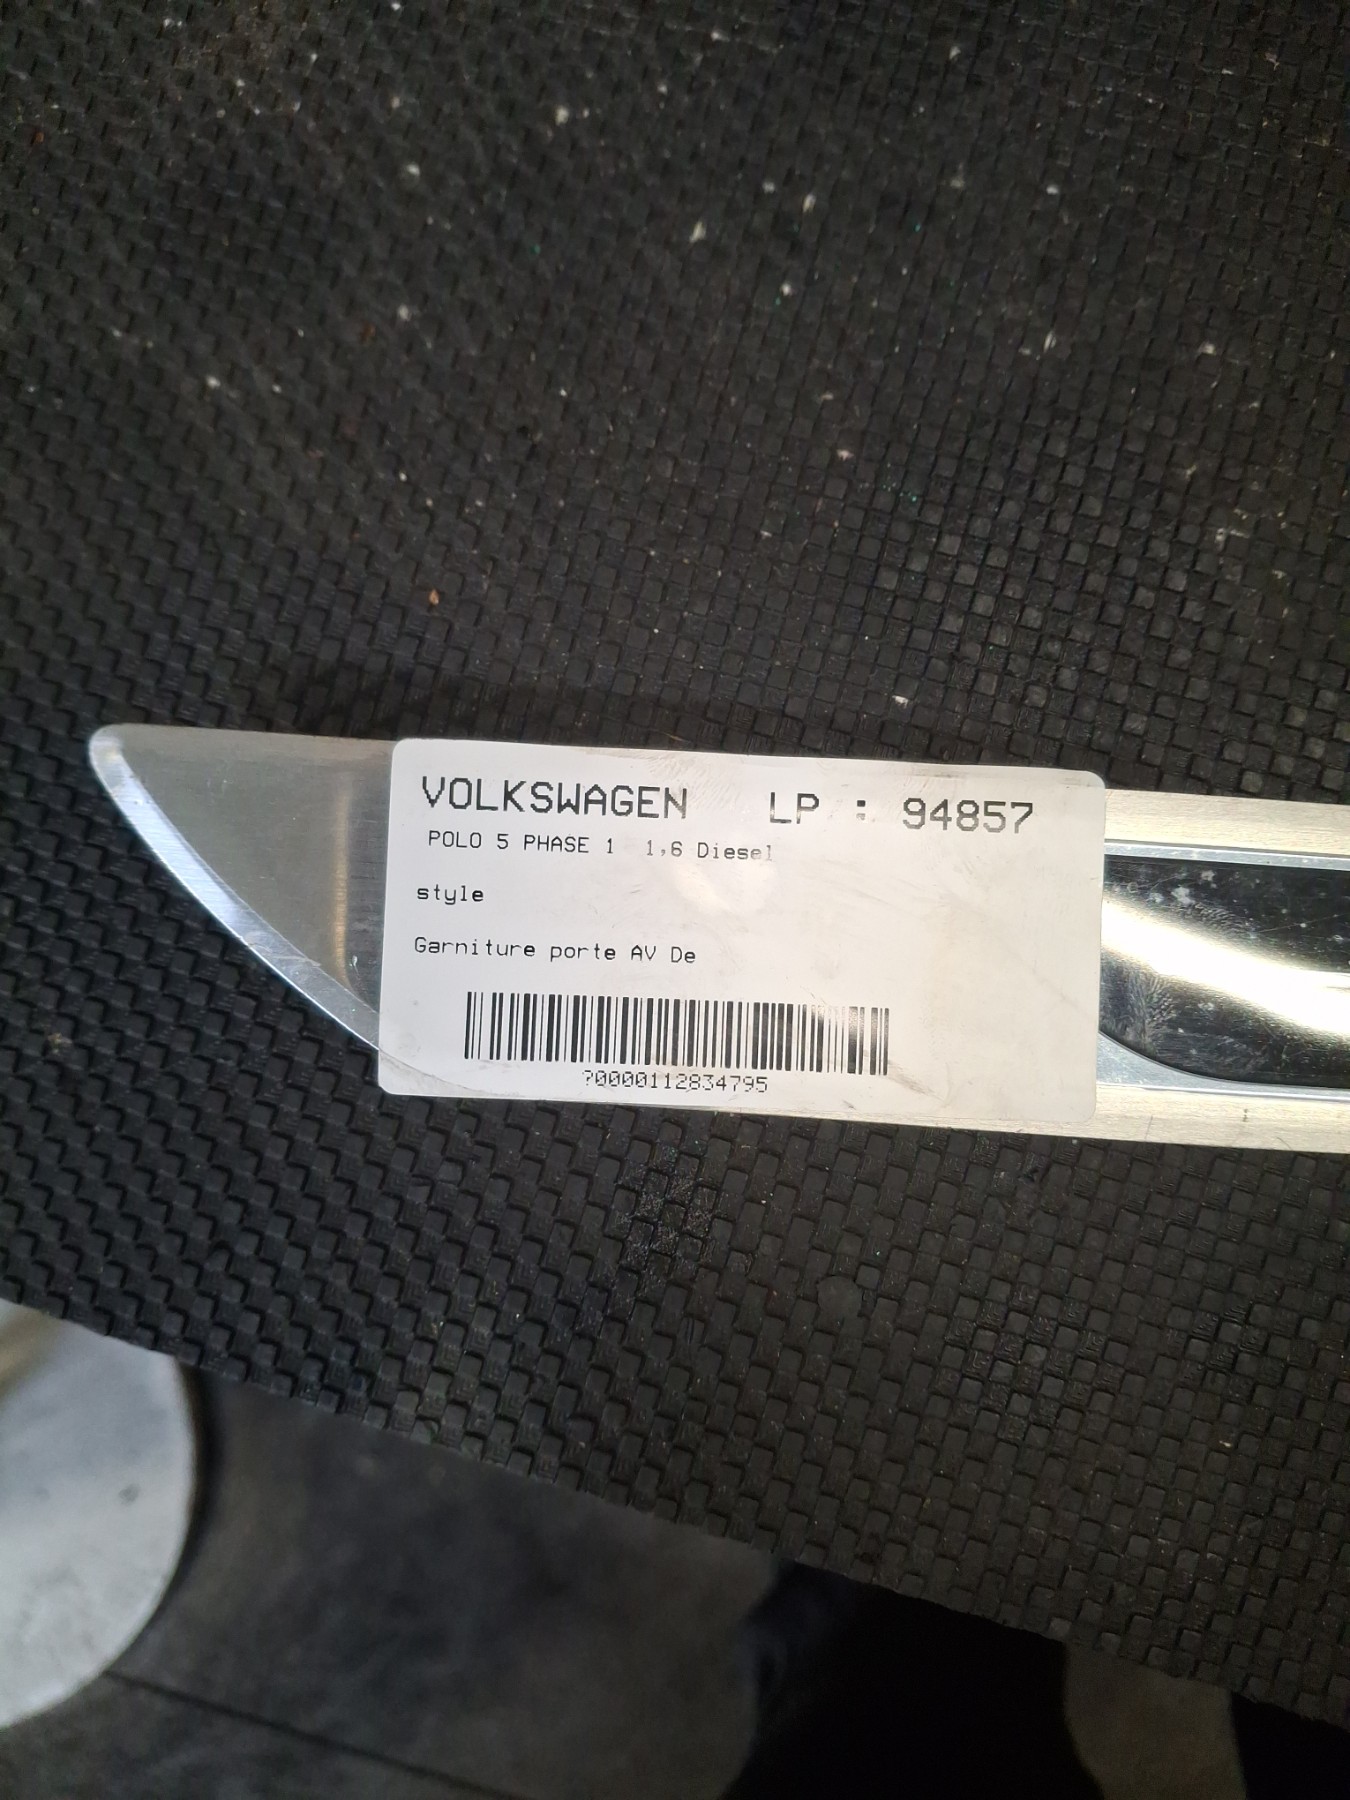 VOLKSWAGEN LP : 94857
POLO 5 PHASE 1 1,6 Diesel
style
Garniture porte AV De
?0000112834795